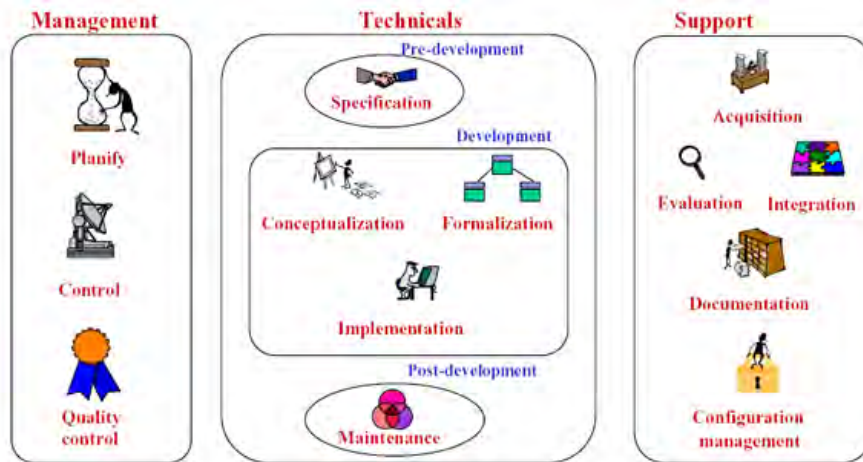 Management
Planify
Control
Quality
control
Technicals
Pre-development
Specification
Development
Conceptualization
Formalization
Implementation
Post-development
Maintenance
Support
Acquisition
Evaluation
Integration
Documentation
Configuration
management